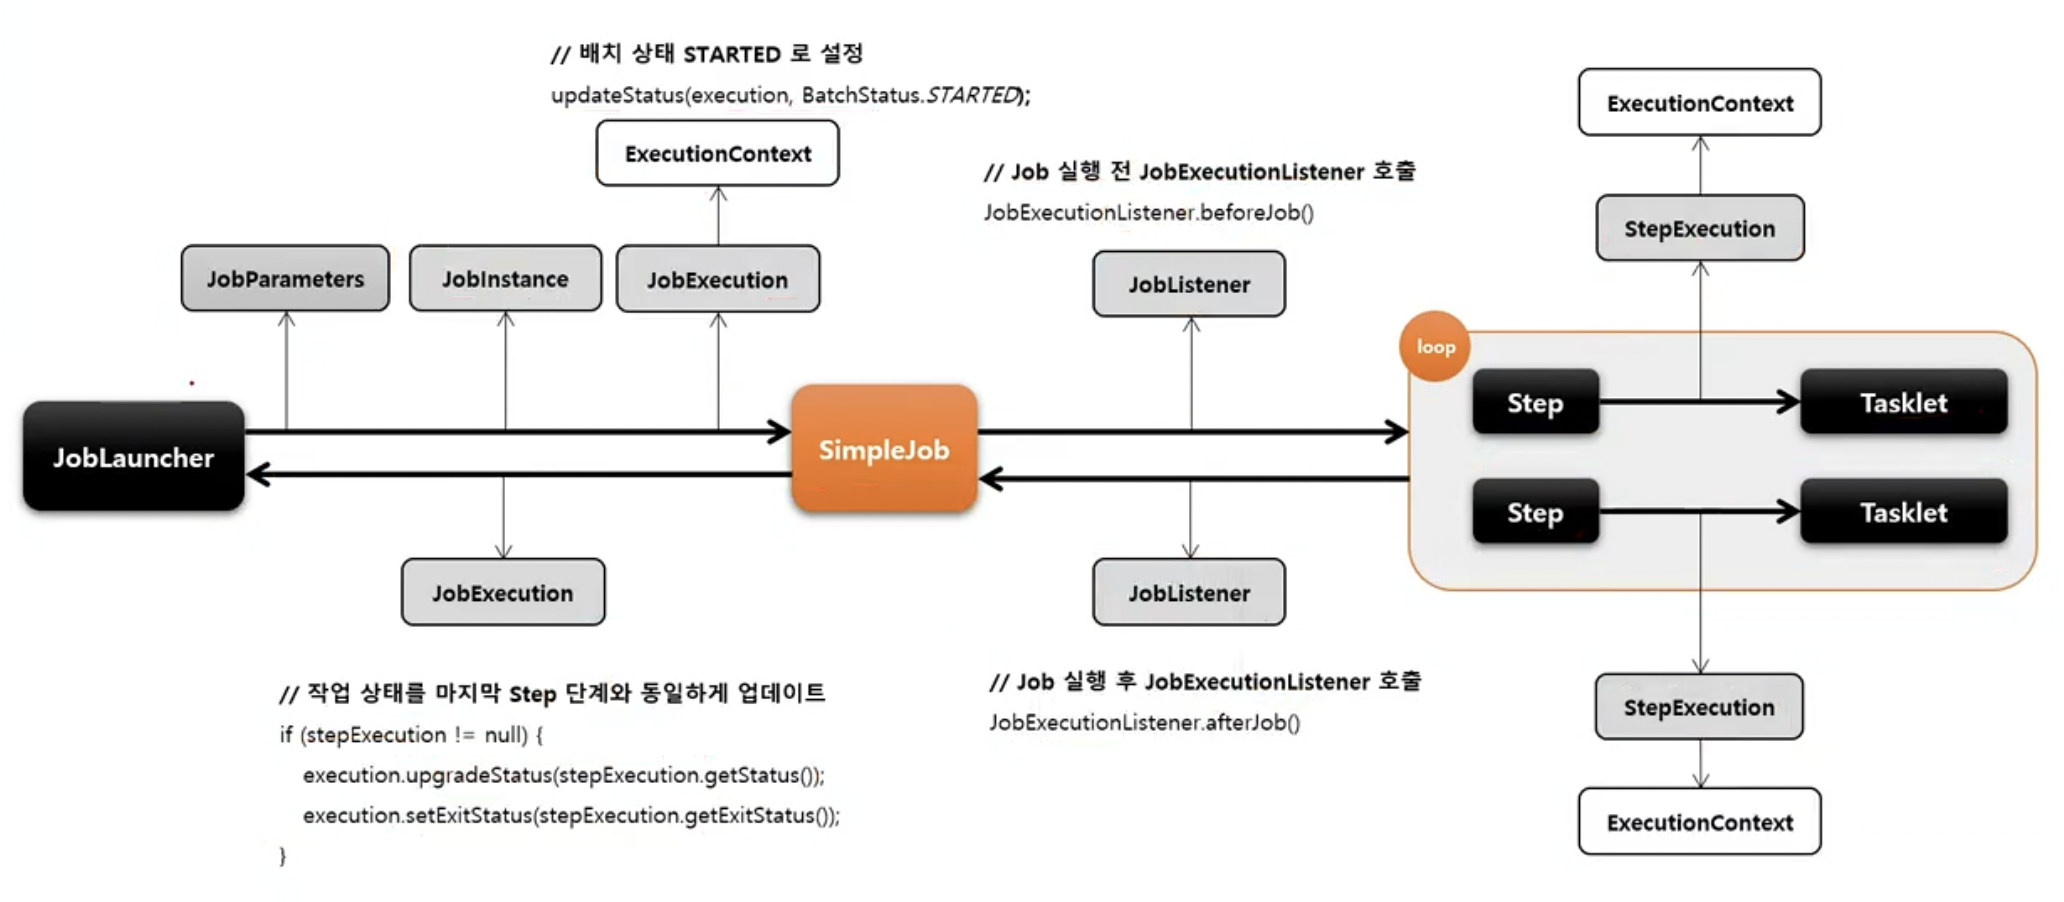 // 배치 상태 STARTED 로 설정
updateStatus(execution, BatchStatus.STARTED);
ExecutionContext
JobParameters
JobInstance
JobExecution
JobLauncher
SimpleJob
JobExecution
// 작업 상태를 마지막 Step 단계와 동일하게 업데이트
if (stepExecution != null) {
execution.upgradeStatus(stepExecution.getStatus());
execution.setExitStatus(stepExecution.getExitStatus());
}
// Job 실행 전 JobExecutionListener 호출
JobExecutionListener.beforeJob()
JobListener
JobListener
// Job 실행 후 JobExecutionListener 호출
JobExecutionListener.afterJob()
ExecutionContext
StepExecution
loop
Step
Tasklet
Step
Tasklet
StepExecution
ExecutionContext